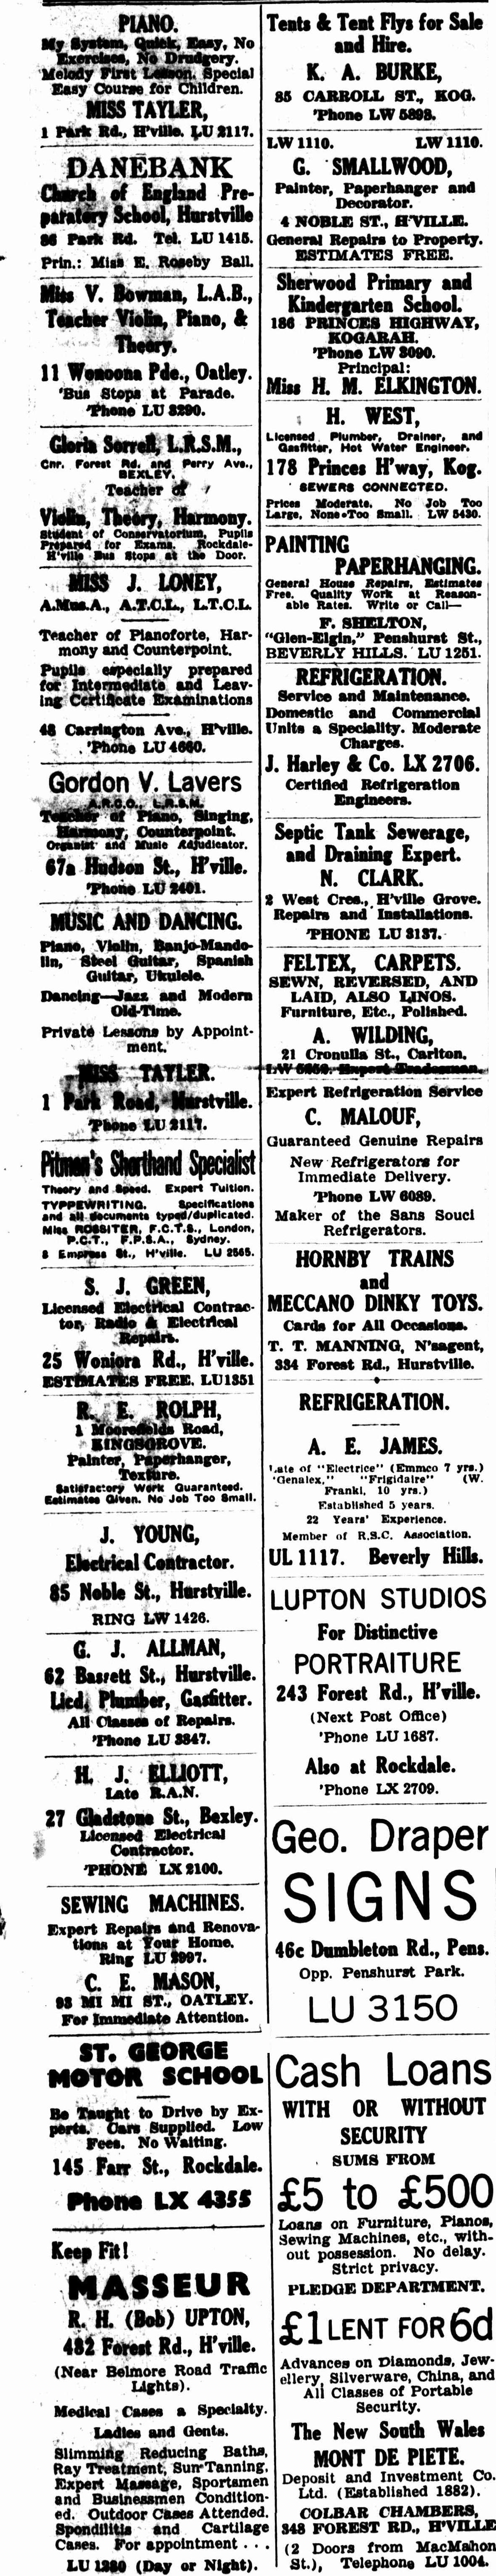 PIANO.
My System, Quick, Easy, No
Exercises, No Drudgery.
Melody First Lesson. Special
Easy Course for Children.
MISS TAYLER,
1 Park Rd., H'ville. LU 2117.
DANEBANK
Church of England Pre-
paratory School, Hurstville
86 Park Rd. Tel. LU 1415.
Prin.: Miss E. Roseby Ball.
Miss V. Bowman, L.A.B.,
Teacher Violin, Piano, &
Theory.
11 Wonoona Pde., Oatley.
'Bus Stops at Parade.
'Phone LU 3290.
Gloria Sorrell, L.R.S.M.,
Cnr. Forest Rd. and Perry Ave.,
BEXLEY.
Teacher of
Violin, Theory, Harmony.
Student of Conservatorium, Pupils
Prepared for Exams. Rockdale-
H'ville Bus Stops at the Door.
MISS J. LONEY,
A.Mus.A., A.T.C.L., L.T.C.L.
Teacher of Pianoforte, Har-
mony and Counterpoint.
Pupils especially prepared
for Intermediate and Leav-
ing Certificate Examinations
48 Carrington Ave., H'ville.
'Phone LU 4660.
Gordon V. Lavers
A.R.C.O., L.R.S.M.
Teacher of Piano, Singing,
Harmony, Counterpoint.
Organist and Music Adjudicator.
67a Hudson St., H'ville.
'Phone LU 2401.
MUSIC AND DANCING.
Piano, Violin, Banjo-Mando-
lin, Steel Guitar, Spanish
Guitar, Ukulele.
Dancing—Jazz and Modern
Old-Time.
Private Lessons by Appoint-
ment.
MISS TAYLER.
1 Park Road, Hurstville.
'Phone LU 2117.
Pitman's Shorthand Specialist
Theory and Speed. Expert Tuition.
TYPPEWRITING. Specifications
and all documents typed/duplicated.
Miss ROSSITER, F.C.T.S., London,
P.C.T., F.P.S.A., Sydney.
8 Empress St., H'ville. LU 2565.
S. J. GREEN,
Licensed Electrical Contrac-
tor, Radio & Electrical
Repairs.
25 Woniora Rd., H'ville.
ESTIMATES FREE. LU1351
R. E. ROLPH,
1 Moorefields Road,
KINGSGROVE.
Painter, Paperhanger,
Texture.
Satisfactory Work Guaranteed.
Estimates Given. No Job Too Small.
J. YOUNG,
Electrical Contractor.
85 Noble St., Hurstville.
RING LW 1426.
G. J. ALLMAN,
62 Bassett St., Hurstville.
Licd. Plumber, Gasfitter.
All Classes of Repairs.
'Phone LU 3847.
H. J. ELLIOTT,
Late R.A.N.
27 Gladstone St., Bexley.
Licensed Electrical
Contractor.
'PHONE LX 2100.
SEWING MACHINES.
Expert Repairs and Renova-
tions at Your Home.
Ring LU 2997.
C. E. MASON,
93 MI MI ST., OATLEY.
For Immediate Attention.
ST. GEORGE
MOTOR SCHOOL
Be Taught to Drive by Ex-
perts. Cars Supplied. Low
Fees. No Waiting.
145 Farr St., Rockdale.
Phone LX 4355
Keep Fit!
MASSEUR
R. H. (Bob) UPTON,
482 Forest Rd., H'ville.
(Near Belmore Road Traffic
Lights).
Medical Cases a Specialty.
Ladies and Gents.
Slimming Reducing Baths,
Ray Treatment, Sun Tanning,
Expert Massage, Sportsmen
and Businessmen Condition-
ed. Outdoor Cases Attended.
Spondilitis and Cartilage
Cases. For appointment . . .
LU 1280 (Day or Night).
Tents & Tent Flys for Sale
and Hire.
K. A. BURKE,
85 CARROLL ST., KOG.
'Phone LW 5898.
LW 1110. LW 1110.
G. SMALLWOOD,
Painter, Paperhanger and
Decorator.
4 NOBLE ST., H'VILLE.
General Repairs to Property.
ESTIMATES FREE.
Sherwood Primary and
Kindergarten School.
186 PRINCES HIGHWAY,
KOGARAH.
'Phone LW 3090.
Principal:
Miss H. M. ELKINGTON.
H. WEST,
Licensed Plumber, Drainer, and
Gasfitter, Hot Water Engineer.
178 Princes H'way, Kog.
SEWERS CONNECTED.
Prices Moderate. No Job Too
Large, None Too Small. LW 5430.
PAINTING
PAPERHANGING.
General House Repairs, Estimates
Free. Quality Work at Reason-
able Rates. Write or Call—
F. SHELTON,
"Glen-Elgin," Penshurst St.,
BEVERLY HILLS. LU 1251.
REFRIGERATION.
Service and Maintenance.
Domestic and Commercial
Units a Speciality. Moderate
Charges.
J. Harley & Co. LX 2706.
Certified Refrigeration
Engineers.
Septic Tank Sewerage,
and Draining Expert.
N. CLARK.
2 West Cres., H'ville Grove.
Repairs and Installations.
'PHONE LU 3137.
FELTEX, CARPETS.
SEWN, REVERSED, AND
LAID, ALSO LINOS.
Furniture, Etc., Polished.
A. WILDING,
21 Cronulla St., Carlton.
Expert Refrigeration Service
C. MALOUF,
Guaranteed Genuine Repairs
New Refrigerators for
Immediate Delivery.
'Phone LW 6089.
Maker of the Sans Souci
Refrigerators.
HORNBY TRAINS
and
MECCANO DINKY TOYS.
Cards for All Occasions.
T. T. MANNING, N'sagent,
334 Forest Rd., Hurstville.
REFRIGERATION.
A. E. JAMES.
Late of "Electrice" (Emmco 7 yrs.)
'Genalex," "Frigidaire" (W.
Frankl, 10 yrs.)
Established 5 years.
22 Years' Experience.
Member of R.S.C. Association.
UL 1117. Beverly Hills.
LUPTON STUDIOS
For Distinctive
PORTRAITURE
243 Forest Rd., H'ville.
(Next Post Office)
'Phone LU 1687.
Also at Rockdale.
'Phone LX 2709.
Geo. Draper
SIGNS
46c Dumbleton Rd., Pens.
Opp. Penshurst Park.
LU 3150
Cash Loans
WITH OR WITHOUT
SECURITY
SUMS FROM
£5 to £500
Loans on Furniture, Pianos,
Sewing Machines, etc., with-
out possession. No delay.
Strict privacy.
PLEDGE DEPARTMENT.
£1 LENT FOR 6d
Advances on Diamonds, Jew-
ellery, Silverware, China, and
All Classes of Portable
Security.
The New South Wales
MONT DE PIETE.
Deposit and Investment Co.
Ltd. (Established 1882).
COLBAR CHAMBERS,
348 FOREST RD., H'VILLE
(2 Doors from MacMahon
St.), Telephone LU 1004.